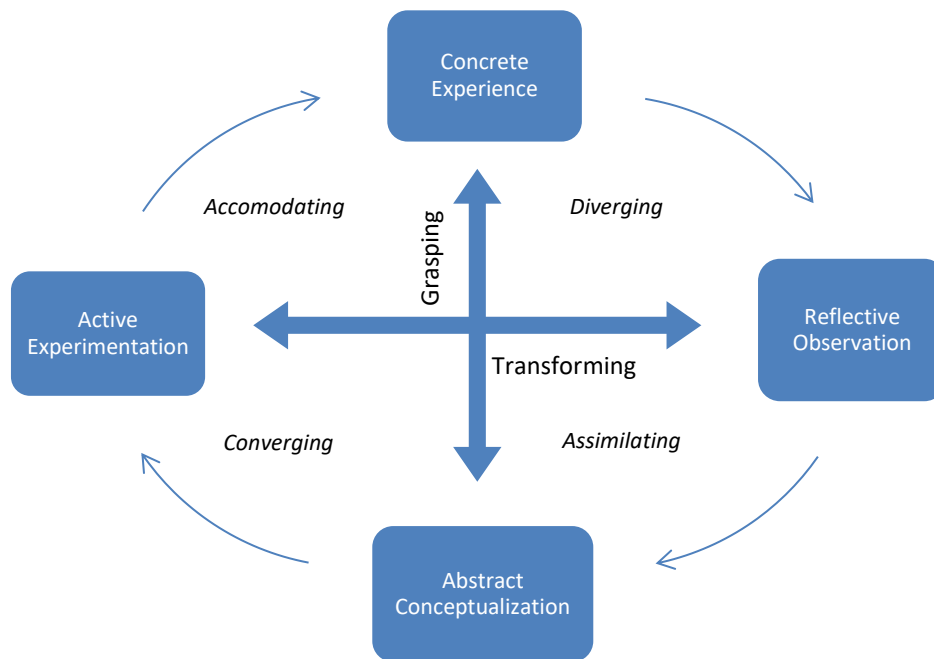 Concrete
Experience
Accomodating
Diverging
Grasping
Active
Experimentation
Reflective
Observation
Transforming
Converging
Assimilating
Abstract
Conceptualization